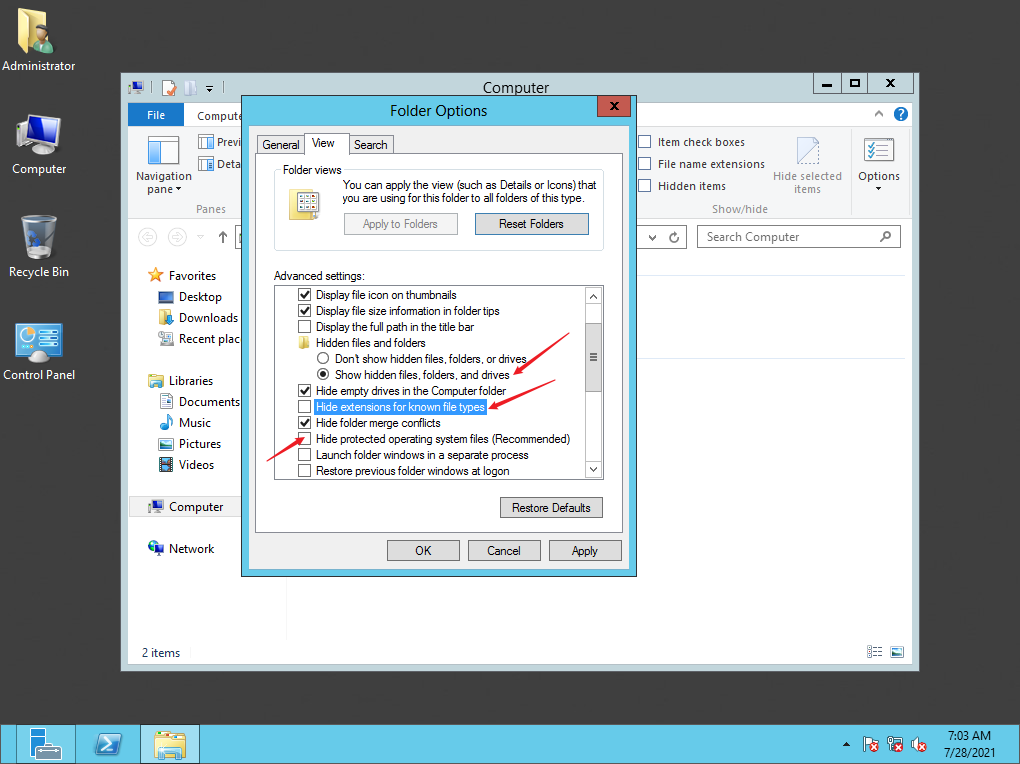 Administrator
Computer
Recycle Bin
Control Panel
Computer
File
Compute
Previ
Deta
Navigation
pane
Panes
Item check boxes
File name extensions
Hidden items
Hide selected
items
Show/hide
Options
Search Computer
Favorites
Desktop
Downloads
Recent plac
Libraries
Documents
Music
Pictures
Videos
Computer
Network
2 items
Folder Options
General
View
Search
Folder views
You can apply the view (such as Details or Icons) that
you are using for this folder to all folders of this type.
Apply to Folders
Reset Folders
Advanced settings:
Display file icon on thumbnails
Display file size information in folder tips
Display the full path in the title bar
Hidden files and folders
Don't show hidden files, folders, or drives
Show hidden files, folders, and drives
Hide empty drives in the Computer folder
Hide extensions for known file types
Hide folder merge conflicts
Hide protected operating system files (Recommended)
Launch folder windows in a separate process
Restore previous folder windows at logon
Restore Defaults
OK
Cancel
Apply
7:03 AM
7/28/2021